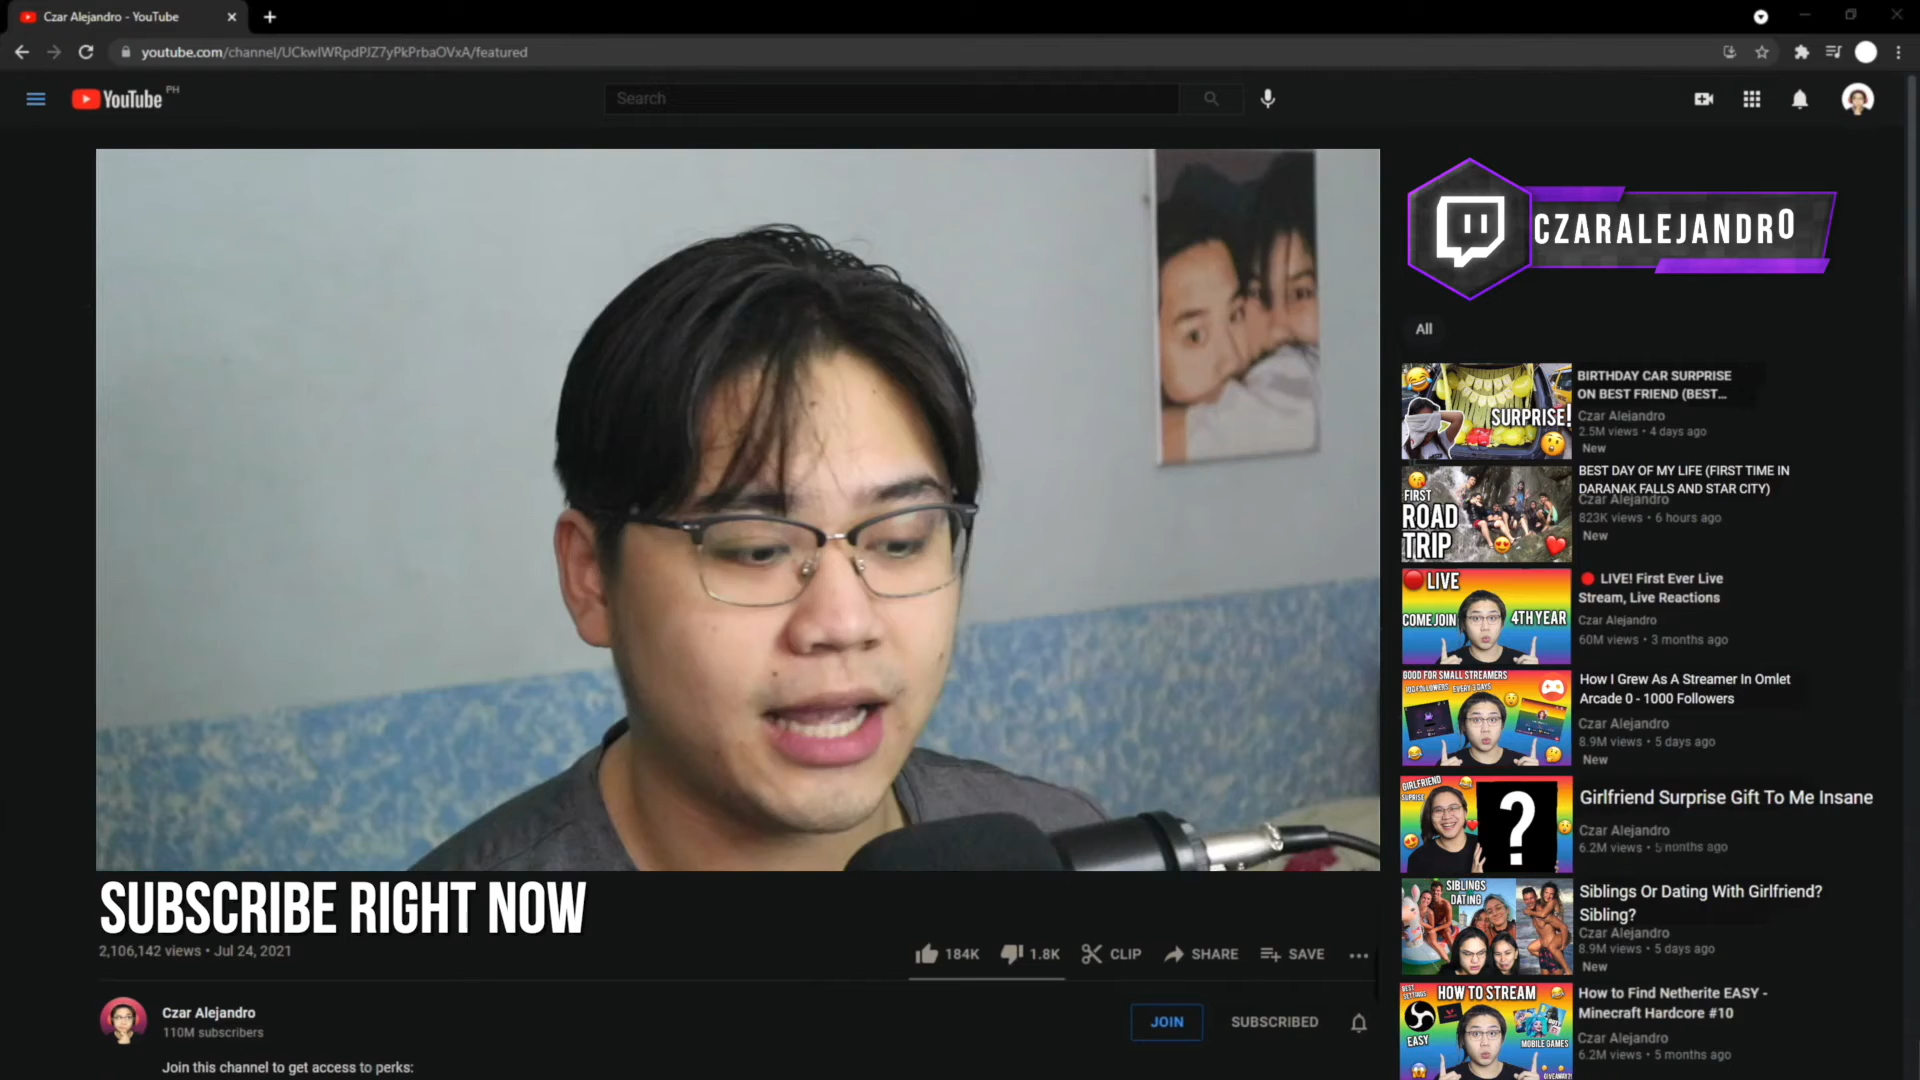 Czar Alejandro - YouTube
youtube.com/channel/UCkwIWRpdPJZ7yPkPrbaOVxA/featured
YouTube PH
Search
CZARALEJANDR0
All
SURPRISE!
BIRTHDAY CAR SURPRISE
ON BEST FRIEND (BEST...
Czar Alejandro
2.5M views • 4 days ago
New
FIRST
ROAD
TRIP
BEST DAY OF MY LIFE (FIRST TIME IN
DARANAK FALLS AND STAR CITY)
Czar Alejandro
823K views • 6 hours ago
New
LIVE
COME JOIN
4TH YEAR
LIVE! First Ever Live
Stream, Live Reactions
Czar Alejandro
60M views • 3 months ago
GOOD FOR SMALL STREAMERS
EVERY 3 DAYS
How I Grew As A Streamer In Omlet
Arcade 0 - 1000 Followers
Czar Alejandro
8.9M views • 5 days ago
New
GIRLFRIEND
SUPRISE
?
Girlfriend Surprise Gift To Me Insane
Czar Alejandro
6.2M views • 5 months ago
SIBLINGS
DATING
Siblings Or Dating With Girlfriend?
Sibling?
Czar Alejandro
8.9M views • 5 days ago
New
BEST
SETTINGS
HOW TO STREAM
EASY
MOBILE GAMES
How to Find Netherite EASY -
Minecraft Hardcore #10
Czar Alejandro
6.2M views • 5 months ago
SUBSCRIBE RIGHT NOW
2,106,142 views • Jul 24, 2021
184K
1.8K
CLIP
SHARE
SAVE
Czar Alejandro
110M subscribers
JOIN
SUBSCRIBED
Join this channel to get access to perks: